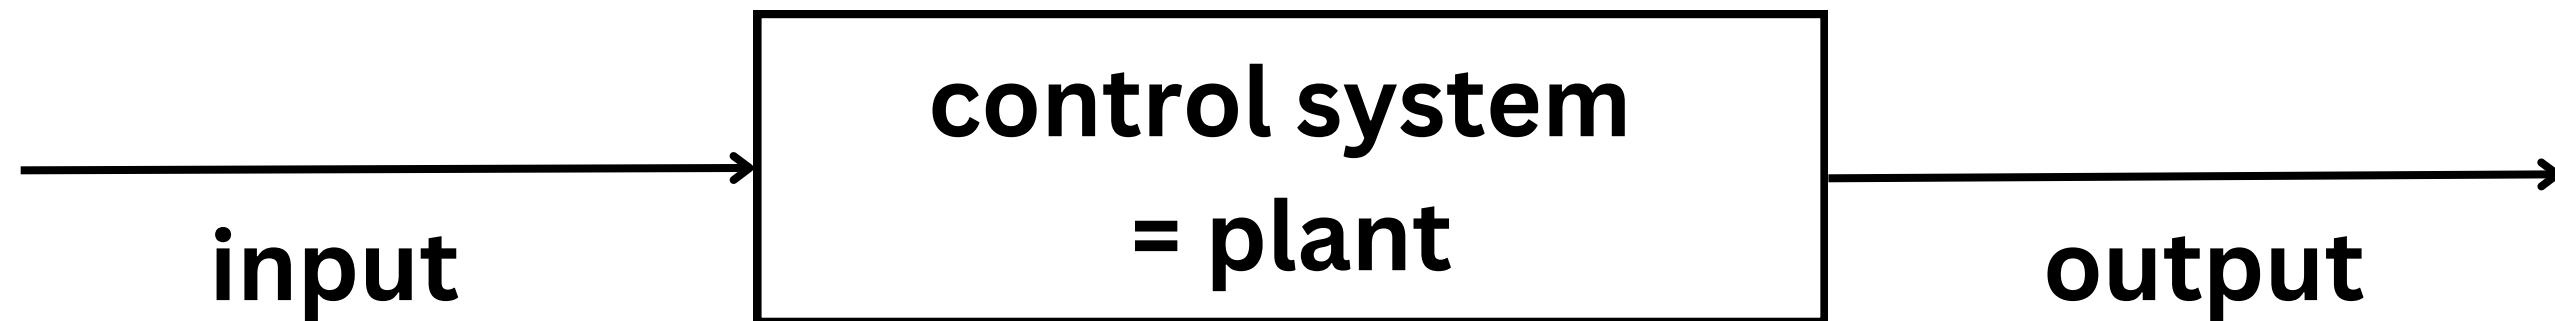 control system
= plant
input
output